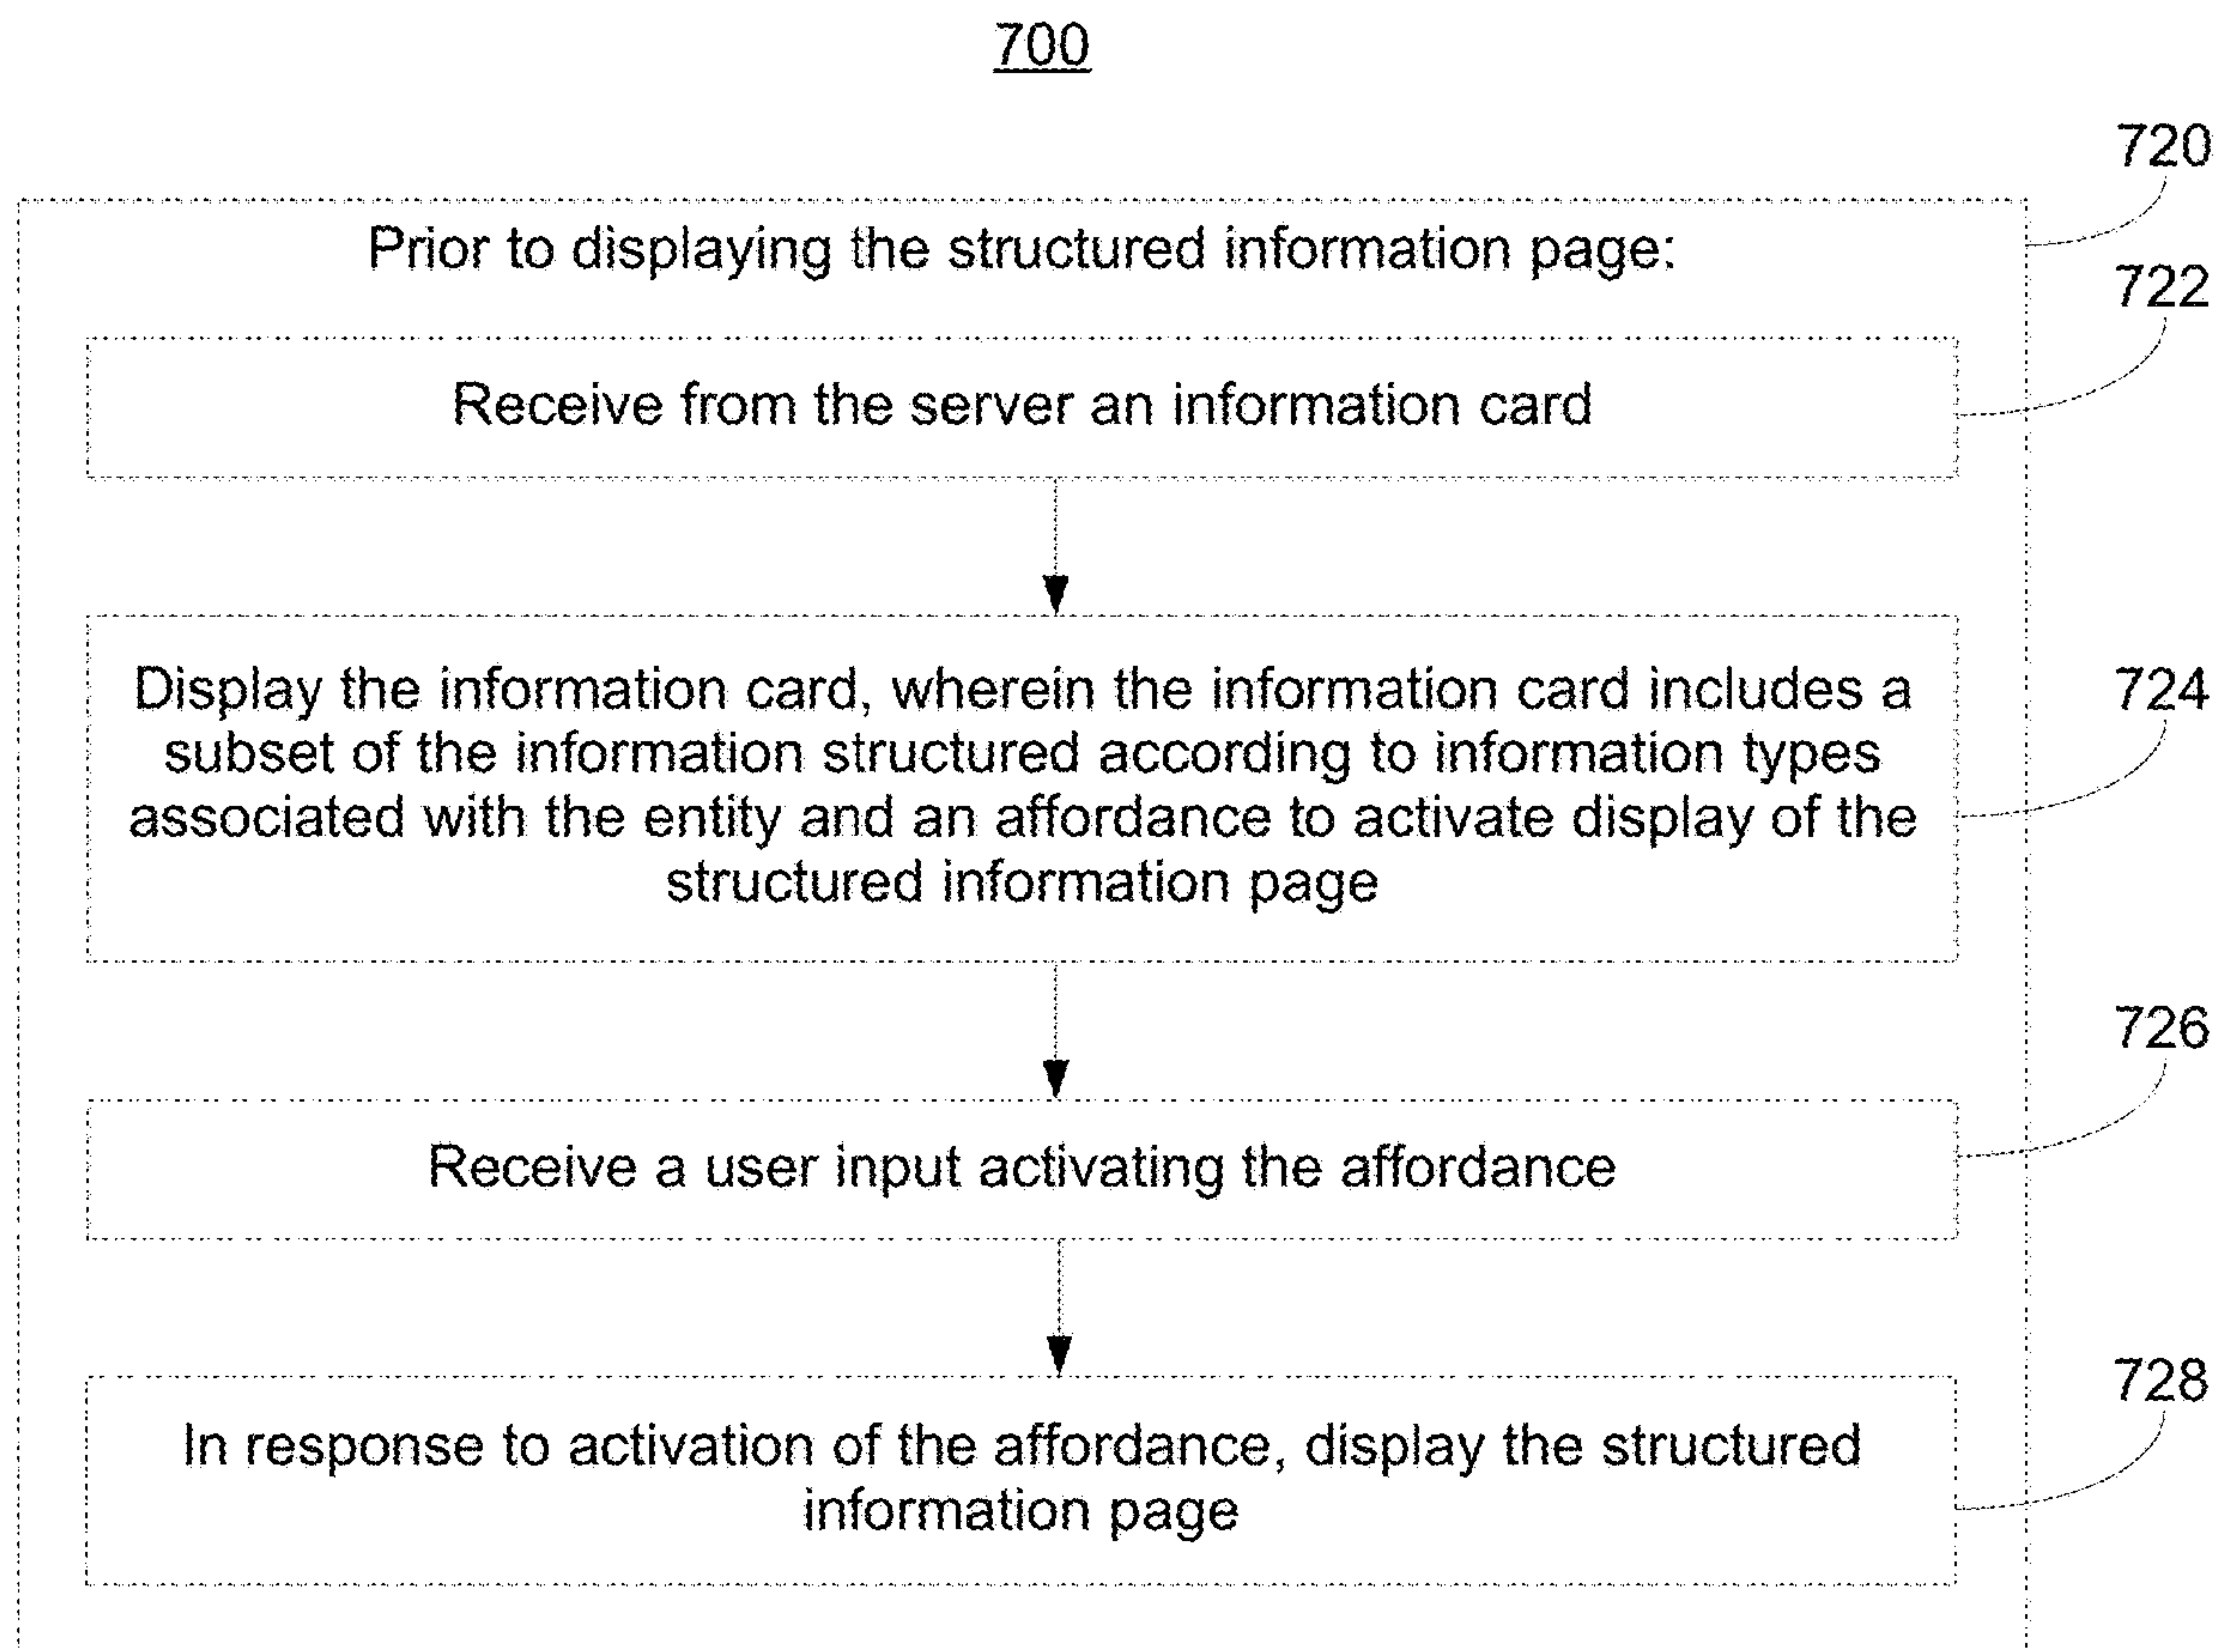 700
720
Prior to displaying the structured information page:
722
Receive from the server an information card
724
Display the information card, wherein the information card includes a
subset of the information structured according to information types
associated with the entity and an affordance to activate display of the
structured information page
726
Receive a user input activating the affordance
728
In response to activation of the affordance, display the structured
information page